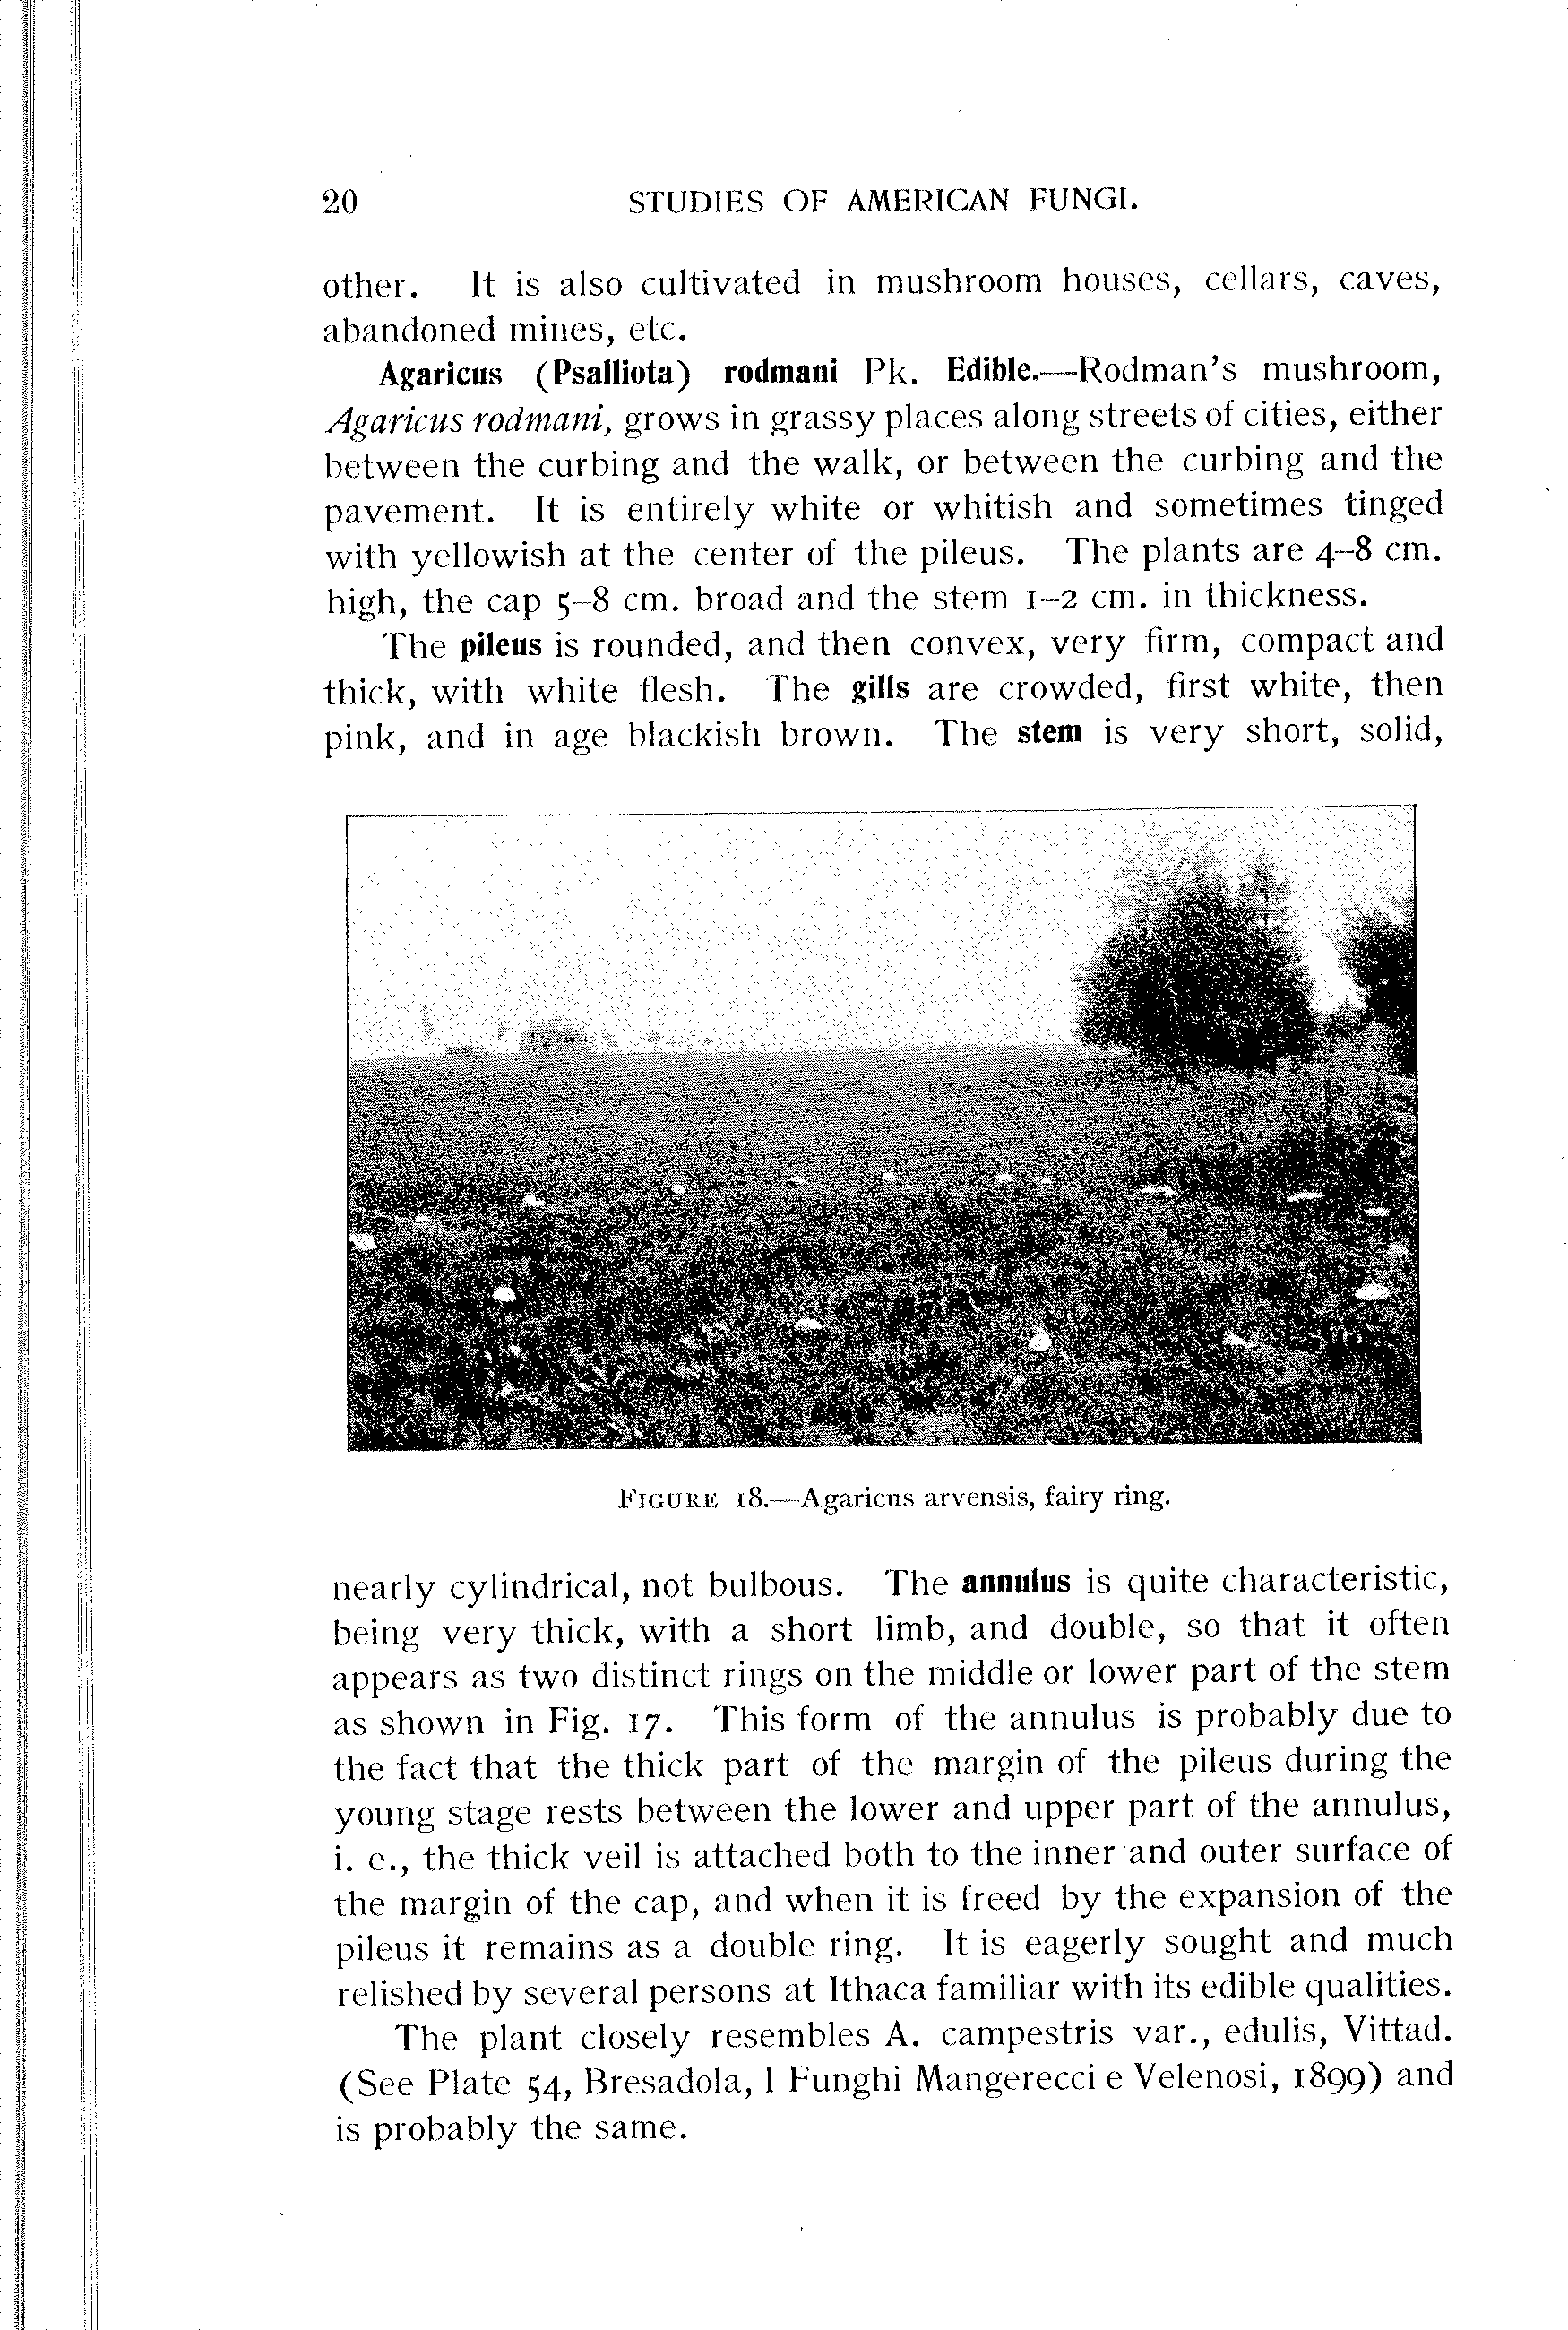 20 STUDIES OF AMERICAN FUNGI.
other. It is also cultivated in mushroom houses, cellars, caves,
abandoned mines, etc.
Agaricus (Psalliota) rodmani Pk. Edible.—Rodman's mushroom,
Agaricus rodmani, grows in grassy places along streets of cities, either
between the curbing and the walk, or between the curbing and the
pavement. It is entirely white or whitish and sometimes tinged
with yellowish at the center of the pileus. The plants are 4–8 cm.
high, the cap 5–8 cm. broad and the stem 1–2 cm. in thickness.
The pileus is rounded, and then convex, very firm, compact and
thick, with white flesh. The gills are crowded, first white, then
pink, and in age blackish brown. The stem is very short, solid,
FIGURE 18.—Agaricus arvensis, fairy ring.
nearly cylindrical, not bulbous. The annulus is quite characteristic,
being very thick, with a short limb, and double, so that it often
appears as two distinct rings on the middle or lower part of the stem
as shown in Fig. 17. This form of the annulus is probably due to
the fact that the thick part of the margin of the pileus during the
young stage rests between the lower and upper part of the annulus,
i. e., the thick veil is attached both to the inner and outer surface of
the margin of the cap, and when it is freed by the expansion of the
pileus it remains as a double ring. It is eagerly sought and much
relished by several persons at Ithaca familiar with its edible qualities.
The plant closely resembles A. campestris var., edulis, Vittad.
(See Plate 54, Bresadola, I Funghi Mangerecci e Velenosi, 1899) and
is probably the same.